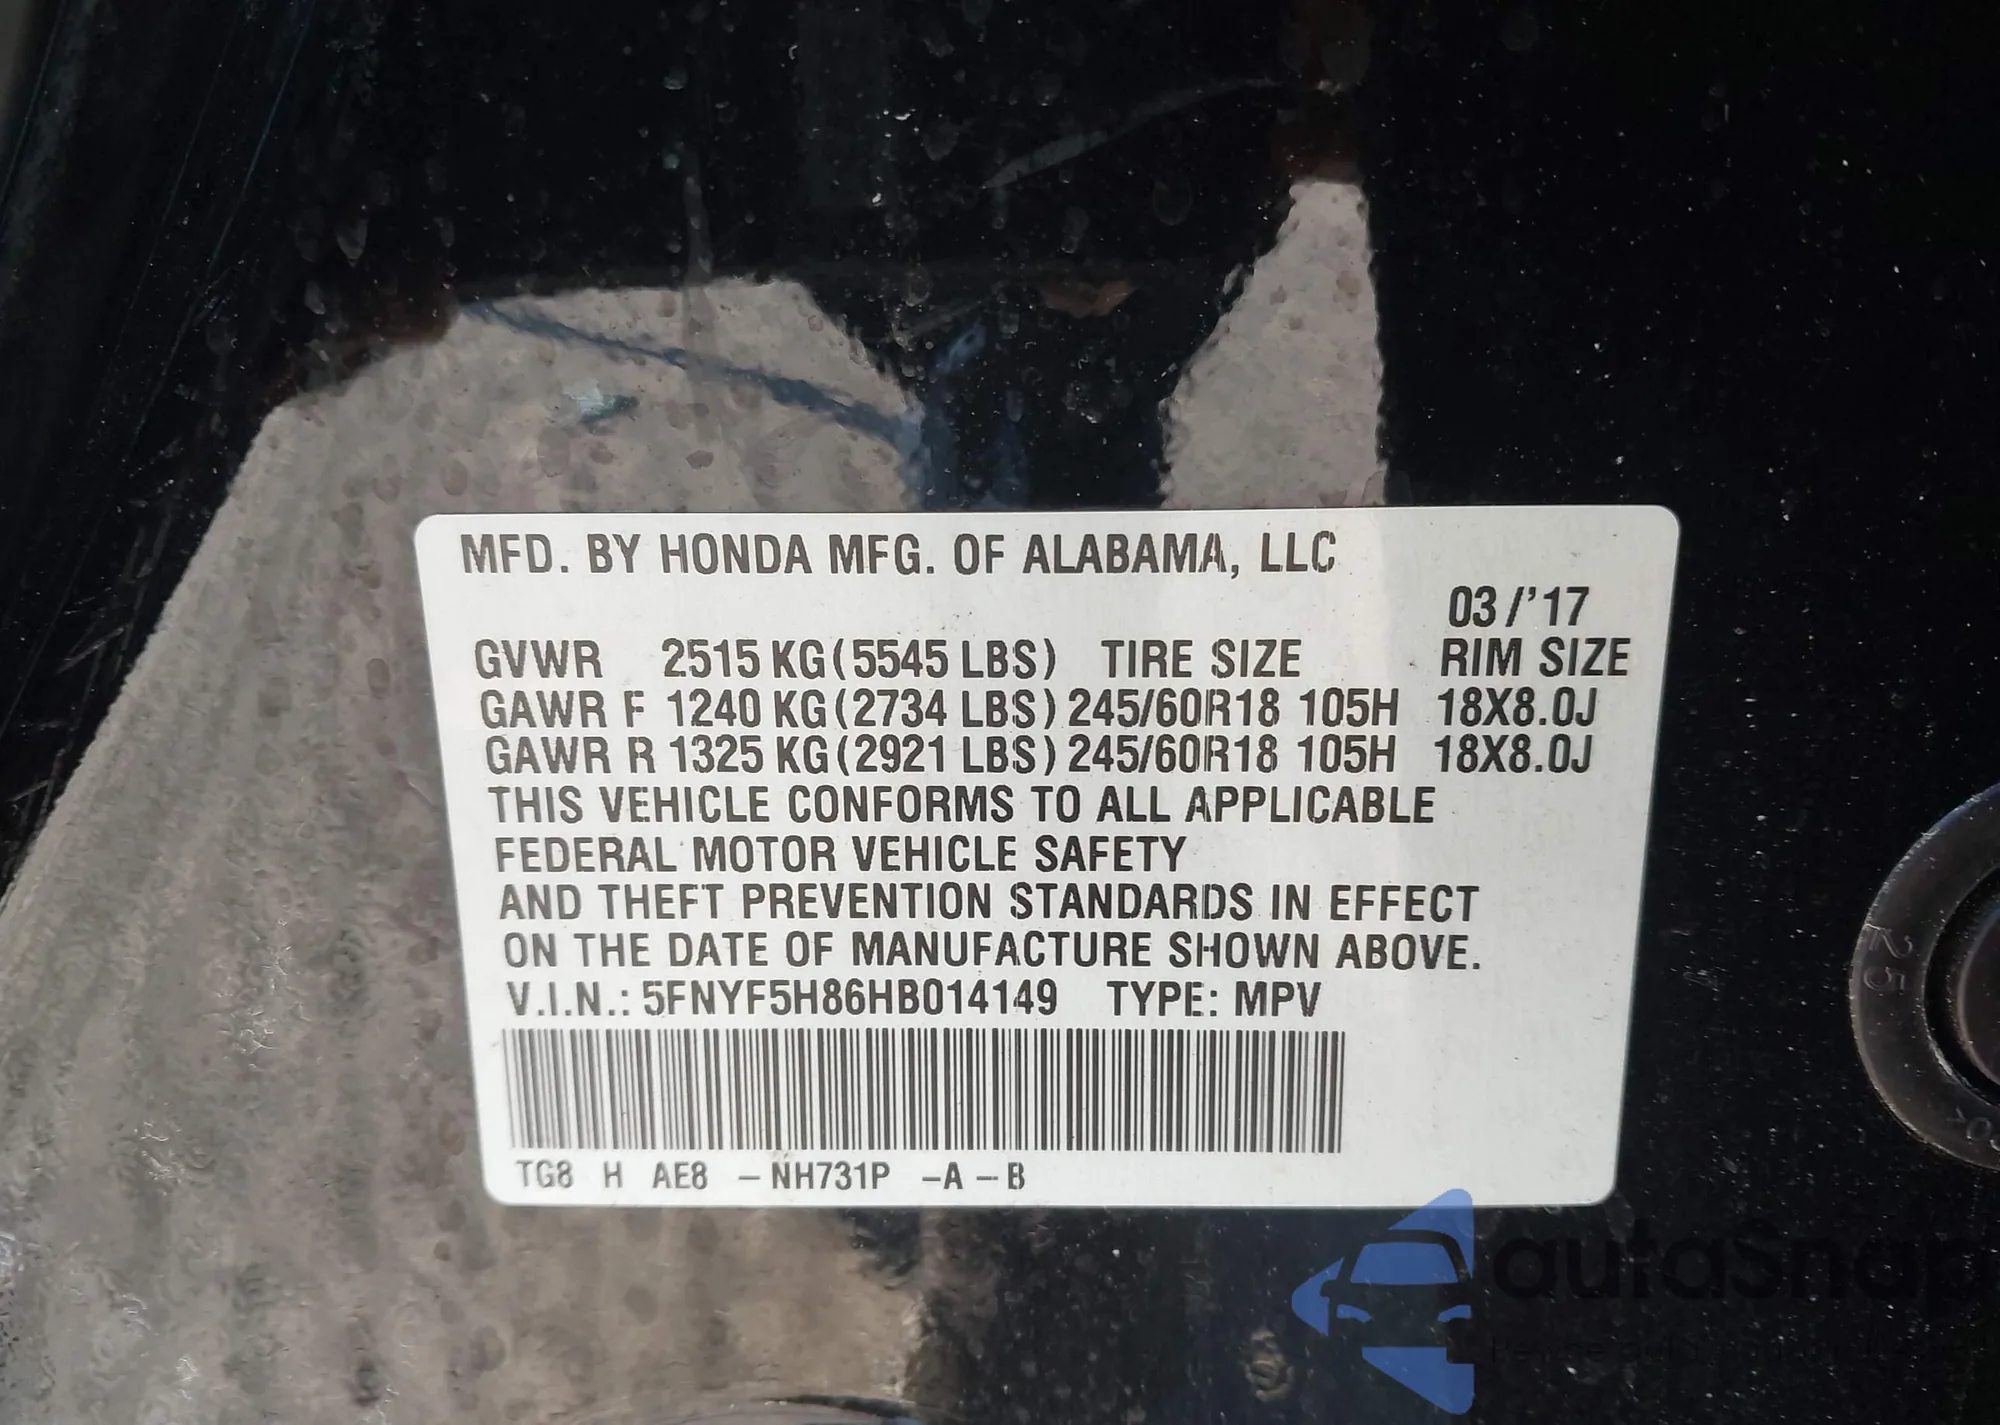 MFD. BY HONDA MFG. OF ALABAMA, LLC
03/'17
GVWR 2515 KG (5545 LBS) TIRE SIZE RIM SIZE
GAWR F 1240 KG (2734 LBS) 245/60R18 105H 18X8.0J
GAWR R 1325 KG (2921 LBS) 245/60R18 105H 18X8.0J
THIS VEHICLE CONFORMS TO ALL APPLICABLE
FEDERAL MOTOR VEHICLE SAFETY
AND THEFT PREVENTION STANDARDS IN EFFECT
ON THE DATE OF MANUFACTURE SHOWN ABOVE.
V.I.N.: 5FNYF5H86HB014149 TYPE: MPV
TG8 H AE8 – NH731P –A – B
25
autosnap